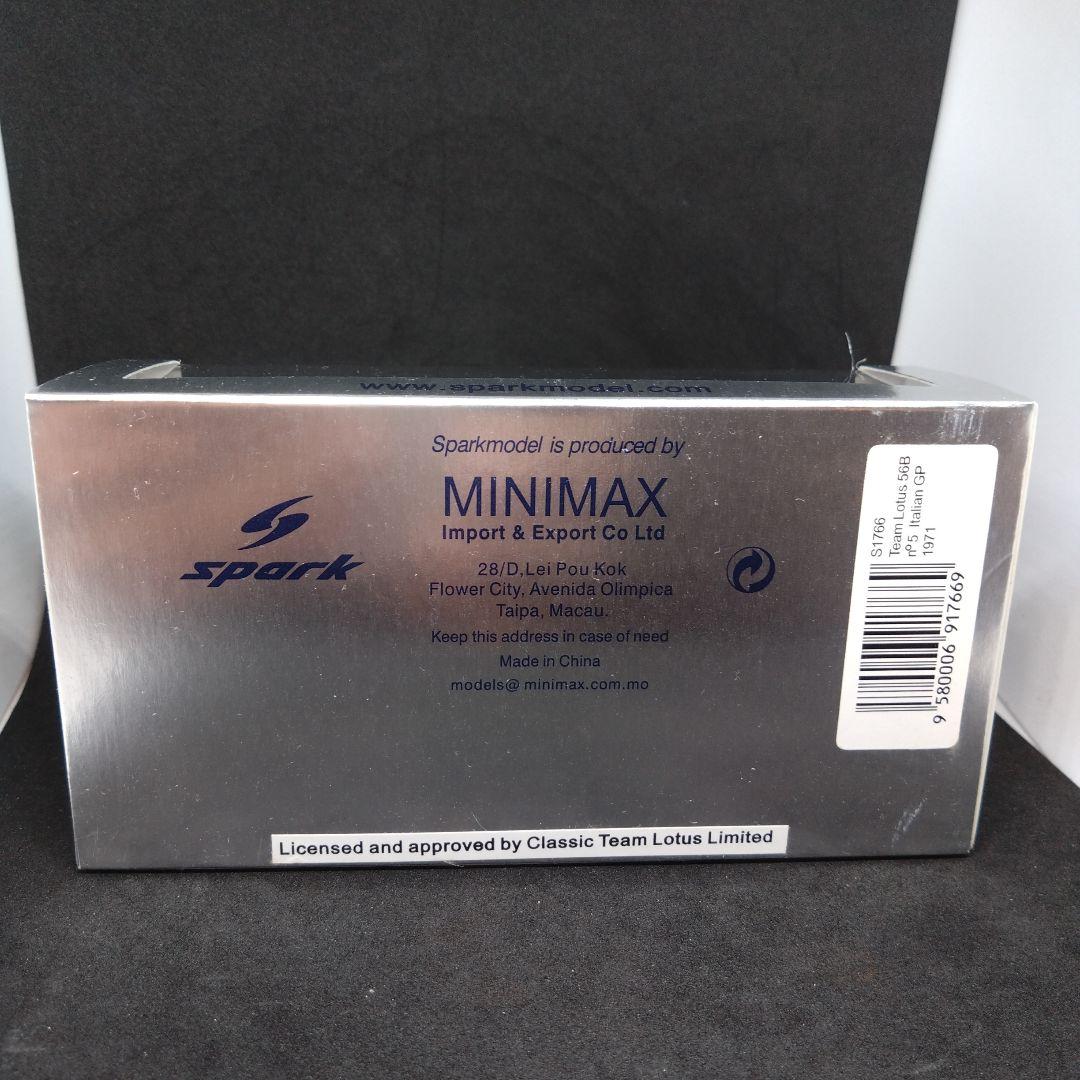 www.sparkmodel.com
Sparkmodel is produced by
MINIMAX
Import & Export Co Ltd
spark
28/D,Lei Pou Kok
Flower City, Avenida Olimpica
Taipa, Macau.
Keep this address in case of need
Made in China
models@ minimax.com.mo
S1766
Team Lotus 56B
nº5 Italian GP
1971
9 580006 917669
Licensed and approved by Classic Team Lotus Limited